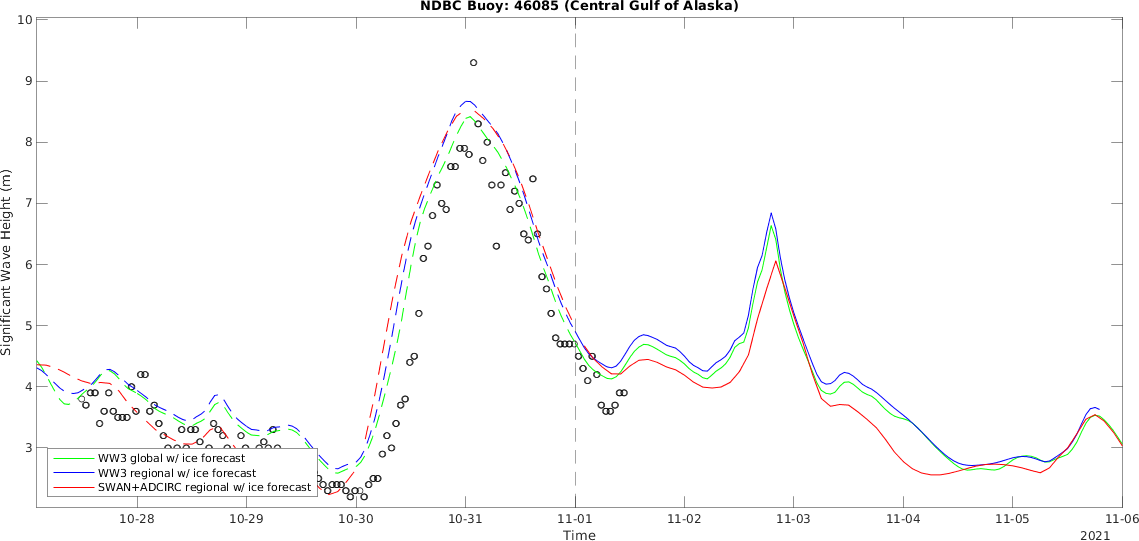 NDBC Buoy: 46085 (Central Gulf of Alaska)
10
9
8
7
6
5
4
3
Significant Wave Height (m)
WW3 global w/ ice forecast
WW3 regional w/ ice forecast
SWAN+ADCIRC regional w/ ice forecast
10-28 10-29 10-30 10-31 11-01 11-02 11-03 11-04 11-05 11-06
Time
2021